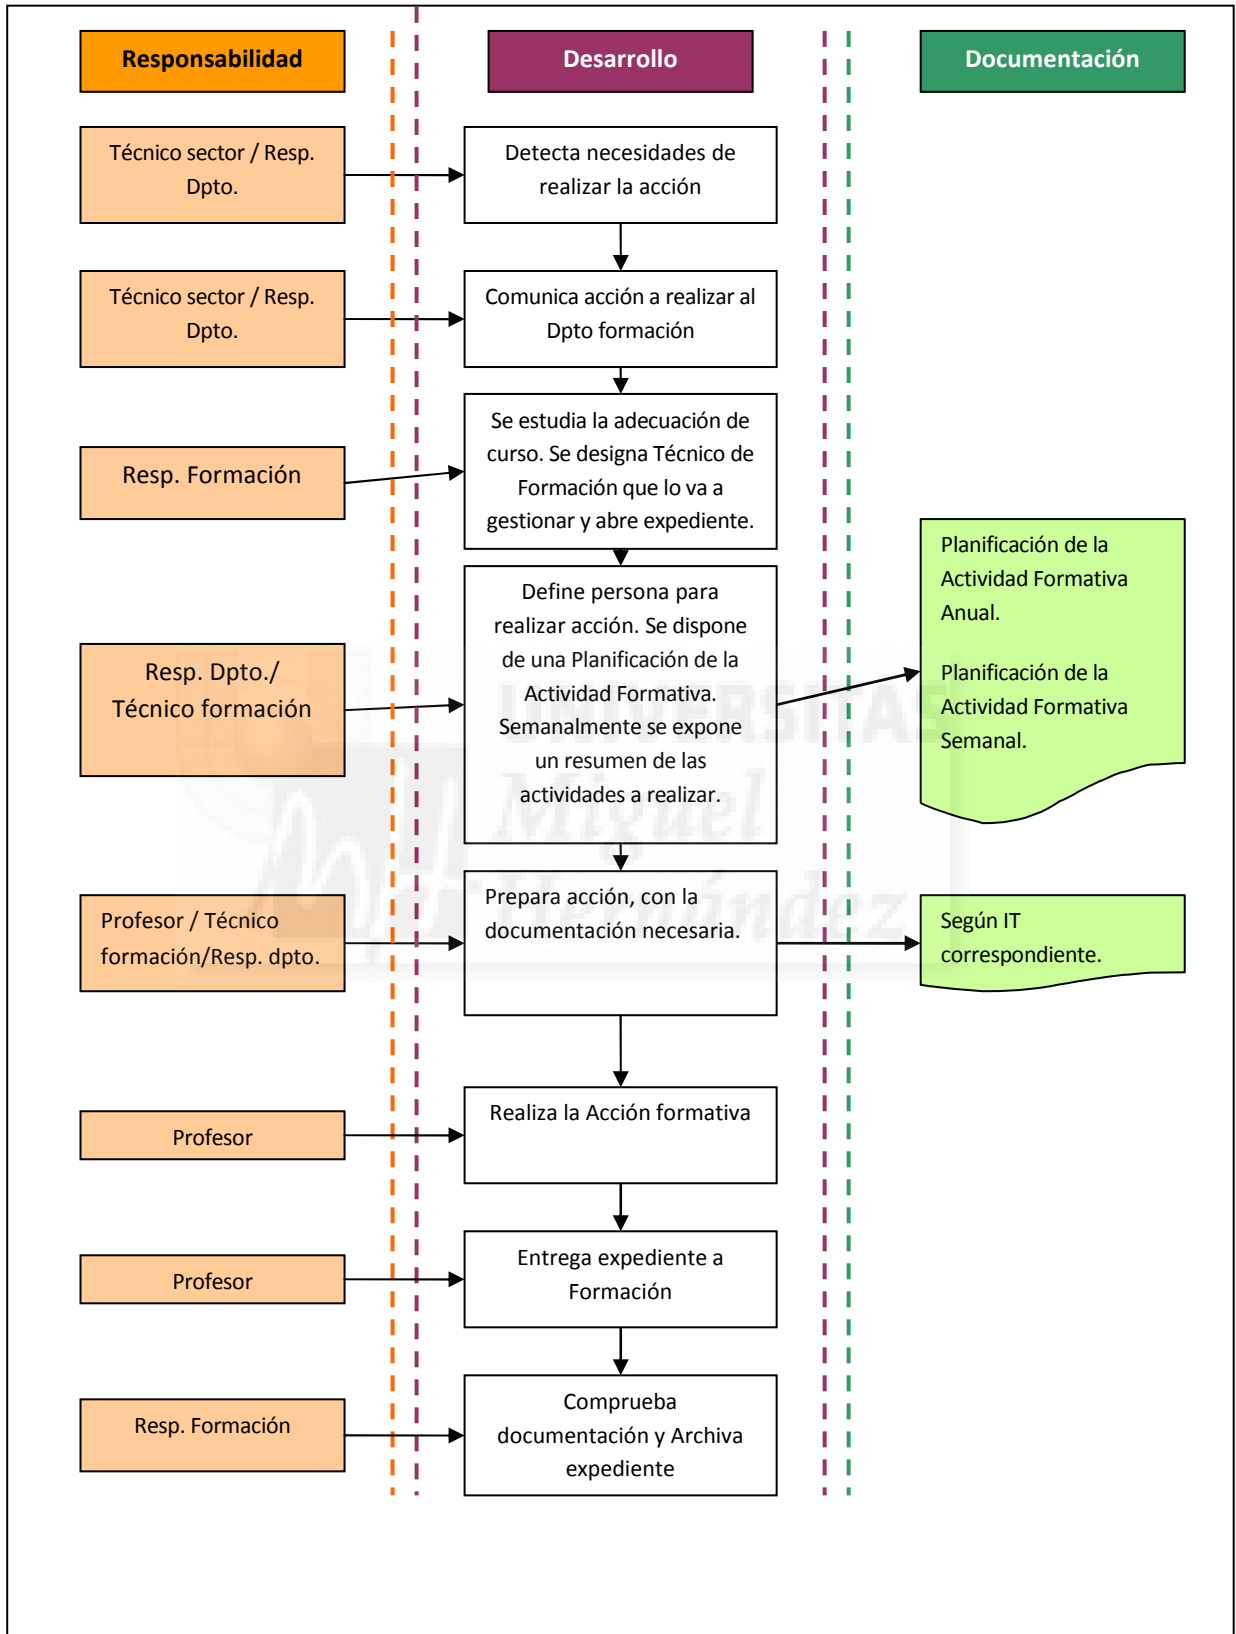 Responsabilidad
Desarrollo
Documentación
Técnico sector / Resp.
Dpto.
Detecta necesidades de
realizar la acción
Técnico sector / Resp.
Dpto.
Comunica acción a realizar al
Dpto formación
Resp. Formación
Se estudia la adecuación de
curso. Se designa Técnico de
Formación que lo va a
gestionar y abre expediente.
Resp. Dpto./
Técnico formación
Define persona para
realizar acción. Se dispone
de una Planificación de la
Actividad Formativa.
Semanalmente se expone
un resumen de las
actividades a realizar.
Planificación de la
Actividad Formativa
Anual.
Planificación de la
Actividad Formativa
Semanal.
UNIVERSITAS
Miguel
Hernández
Profesor / Técnico
formación/Resp. dpto.
Prepara acción, con la
documentación necesaria.
Según IT
correspondiente.
Profesor
Realiza la Acción formativa
Profesor
Entrega expediente a
Formación
Resp. Formación
Comprueba
documentación y Archiva
expediente